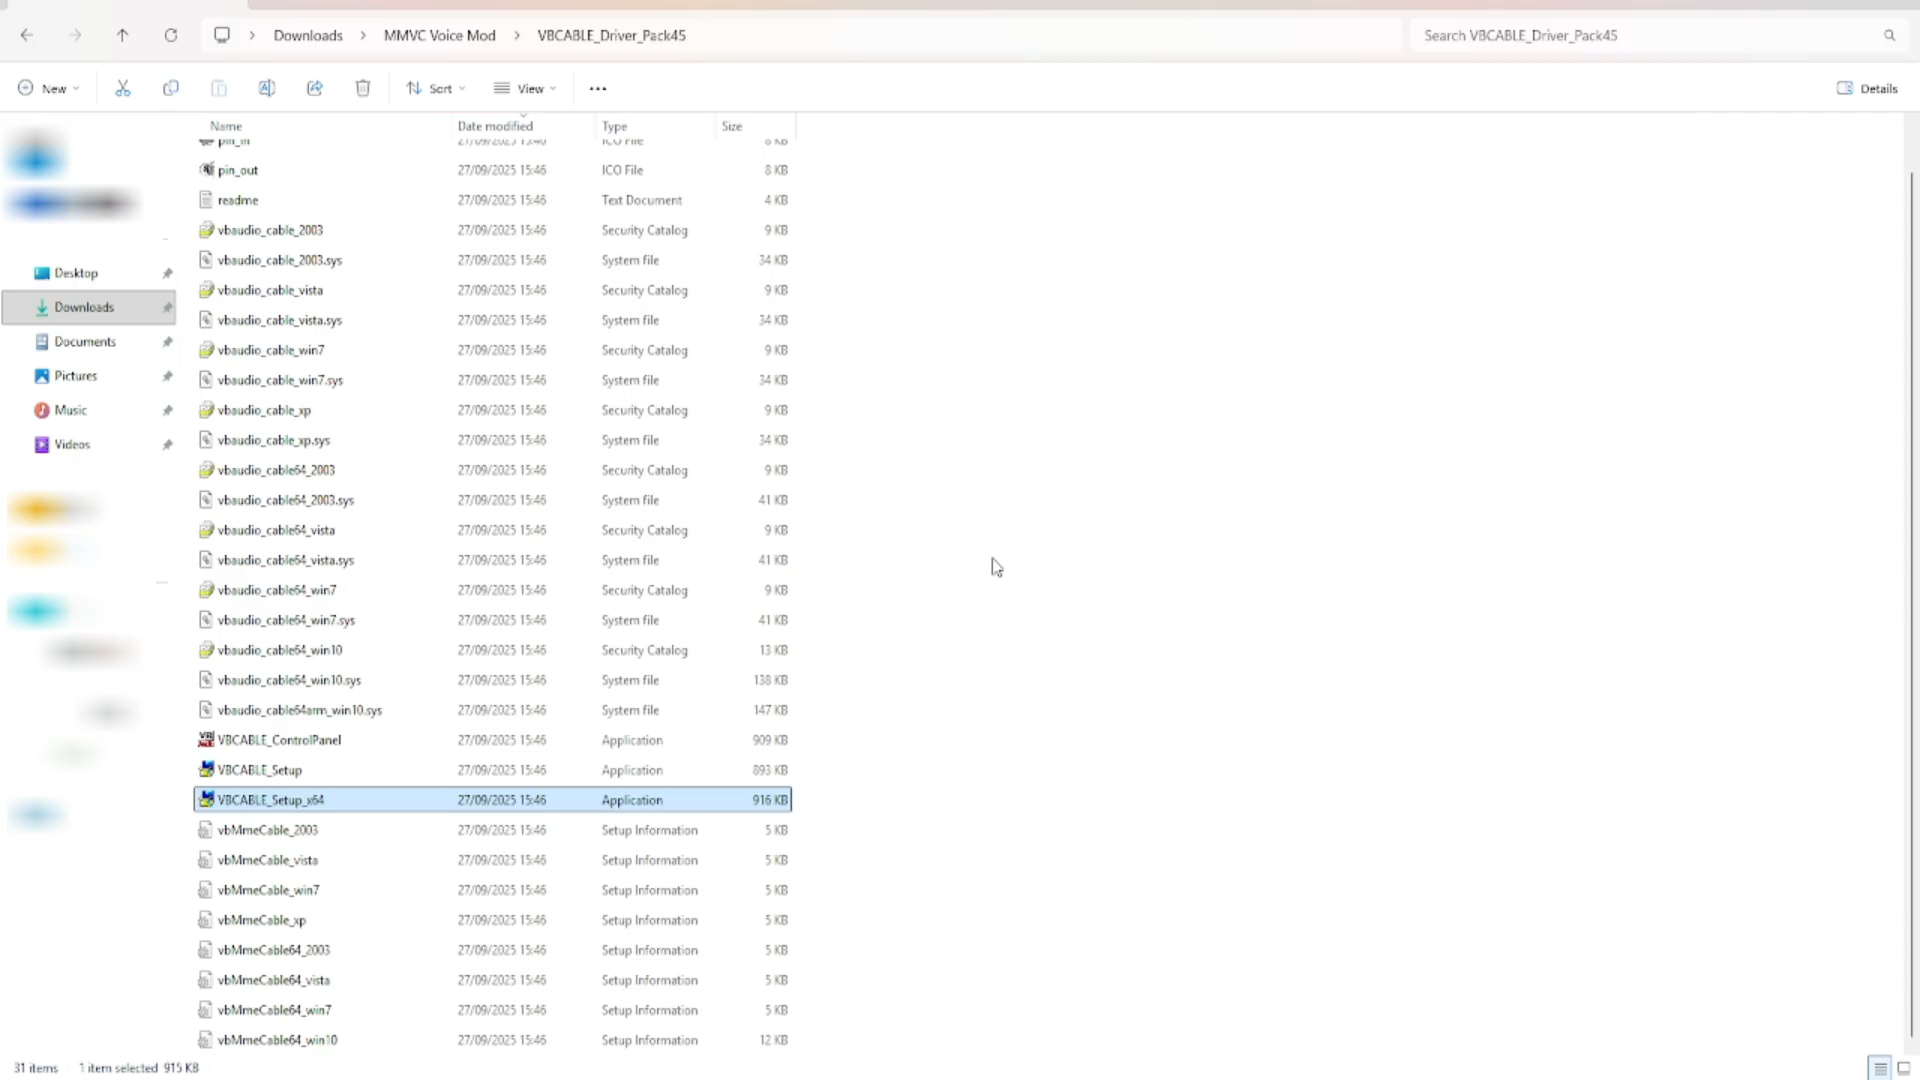 Downloads > MMVC Voice Mod > VBCABLE_Driver_Pack45
Search VBCABLE_Driver_Pack45
New
Sort
View
Details
Name Date modified Type Size
pin_in 27/09/2025 15:46 ICO File 8 KB
pin_out 27/09/2025 15:46 ICO File 8 KB
readme 27/09/2025 15:46 Text Document 4 KB
vbaudio_cable_2003 27/09/2025 15:46 Security Catalog 9 KB
vbaudio_cable_2003.sys 27/09/2025 15:46 System file 34 KB
vbaudio_cable_vista 27/09/2025 15:46 Security Catalog 9 KB
vbaudio_cable_vista.sys 27/09/2025 15:46 System file 34 KB
vbaudio_cable_win7 27/09/2025 15:46 Security Catalog 9 KB
vbaudio_cable_win7.sys 27/09/2025 15:46 System file 34 KB
vbaudio_cable_xp 27/09/2025 15:46 Security Catalog 9 KB
vbaudio_cable_xp.sys 27/09/2025 15:46 System file 34 KB
vbaudio_cable64_2003 27/09/2025 15:46 Security Catalog 9 KB
vbaudio_cable64_2003.sys 27/09/2025 15:46 System file 41 KB
vbaudio_cable64_vista 27/09/2025 15:46 Security Catalog 9 KB
vbaudio_cable64_vista.sys 27/09/2025 15:46 System file 41 KB
vbaudio_cable64_win7 27/09/2025 15:46 Security Catalog 9 KB
vbaudio_cable64_win7.sys 27/09/2025 15:46 System file 41 KB
vbaudio_cable64_win10 27/09/2025 15:46 Security Catalog 13 KB
vbaudio_cable64_win10.sys 27/09/2025 15:46 System file 138 KB
vbaudio_cable64arm_win10.sys 27/09/2025 15:46 System file 147 KB
VBCABLE_ControlPanel 27/09/2025 15:46 Application 909 KB
VBCABLE_Setup 27/09/2025 15:46 Application 893 KB
VBCABLE_Setup_x64 27/09/2025 15:46 Application 916 KB
vbMmeCable_2003 27/09/2025 15:46 Setup Information 5 KB
vbMmeCable_vista 27/09/2025 15:46 Setup Information 5 KB
vbMmeCable_win7 27/09/2025 15:46 Setup Information 5 KB
vbMmeCable_xp 27/09/2025 15:46 Setup Information 5 KB
vbMmeCable64_2003 27/09/2025 15:46 Setup Information 5 KB
vbMmeCable64_vista 27/09/2025 15:46 Setup Information 5 KB
vbMmeCable64_win7 27/09/2025 15:46 Setup Information 5 KB
vbMmeCable64_win10 27/09/2025 15:46 Setup Information 12 KB
Desktop
Downloads
Documents
Pictures
Music
Videos
31 items 1 item selected 915 KB